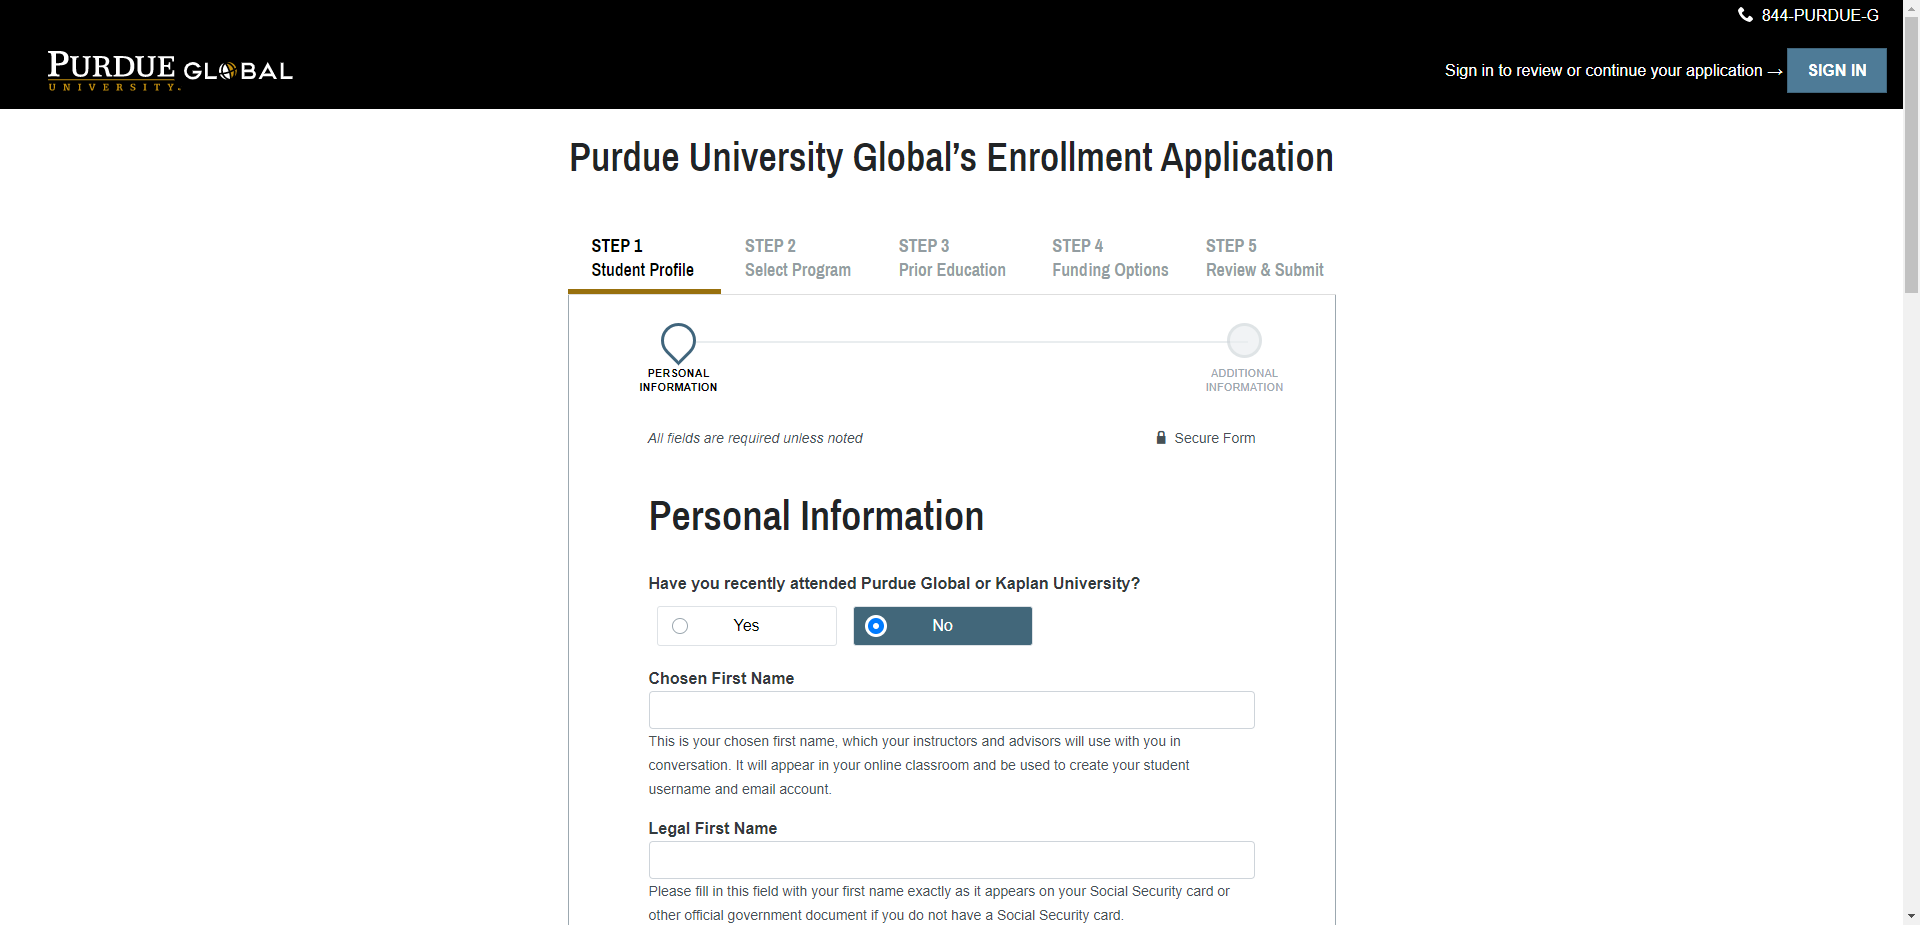 844-PURDUE-G
PURDUE GLOBAL
UNIVERSITY.
Sign in to review or continue your application → SIGN IN
Purdue University Global’s Enrollment Application
STEP 1
Student Profile
STEP 2
Select Program
STEP 3
Prior Education
STEP 4
Funding Options
STEP 5
Review & Submit
PERSONAL
INFORMATION
ADDITIONAL
INFORMATION
All fields are required unless noted
Secure Form
Personal Information
Have you recently attended Purdue Global or Kaplan University?
Yes
No
Chosen First Name
This is your chosen first name, which your instructors and advisors will use with you in
conversation. It will appear in your online classroom and be used to create your student
username and email account.
Legal First Name
Please fill in this field with your first name exactly as it appears on your Social Security card or
other official government document if you do not have a Social Security card.